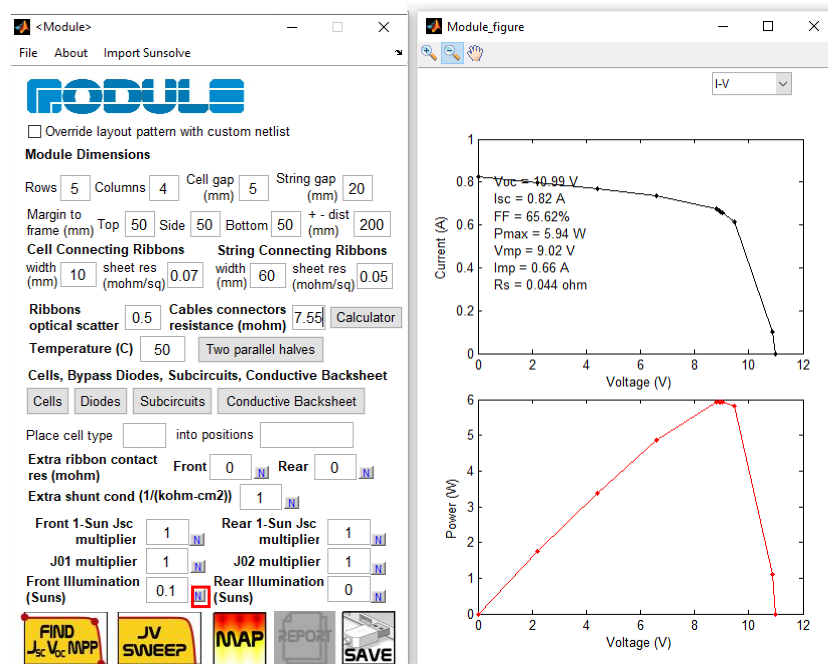 <Module>
File About Import Sunsolve
MODULE
Override layout pattern with custom netlist
Module Dimensions
Rows 5 Columns 4 Cell gap (mm) 5 String gap (mm) 20
Margin to frame (mm) Top 50 Side 50 Bottom 50 + - dist (mm) 200
Cell Connecting Ribbons String Connecting Ribbons
width (mm) 10 sheet res (mohm/sq) 0.07 width (mm) 60 sheet res (mohm/sq) 0.05
Ribbons optical scatter 0.5 Cables connectors resistance (mohm) 7.55 Calculator
Temperature (C) 50 Two parallel halves
Cells, Bypass Diodes, Subcircuits, Conductive Backsheet
Cells Diodes Subcircuits Conductive Backsheet
Place cell type into positions
Extra ribbon contact res (mohm) Front 0 N Rear 0 N
Extra shunt cond (1/(kohm-cm2)) 1 N
Front 1-Sun Jsc multiplier 1 N Rear 1-Sun Jsc multiplier 1 N
J01 multiplier 1 N J02 multiplier 1 N
Front Illumination (Suns) 0.1 N Rear Illumination (Suns) 0 N
FIND Jsc Voc MPP
JV SWEEP
MAP
REPORT
SAVE
Module_figure
I-V
1
0.8
0.6
0.4
0.2
0
Current (A)
Voc = 10.99 V
Isc = 0.82 A
FF = 65.62%
Pmax = 5.94 W
Vmp = 9.02 V
Imp = 0.66 A
Rs = 0.044 ohm
0 2 4 6 8 10 12
Voltage (V)
6
5
4
3
2
1
0
Power (W)
0 2 4 6 8 10 12
Voltage (V)